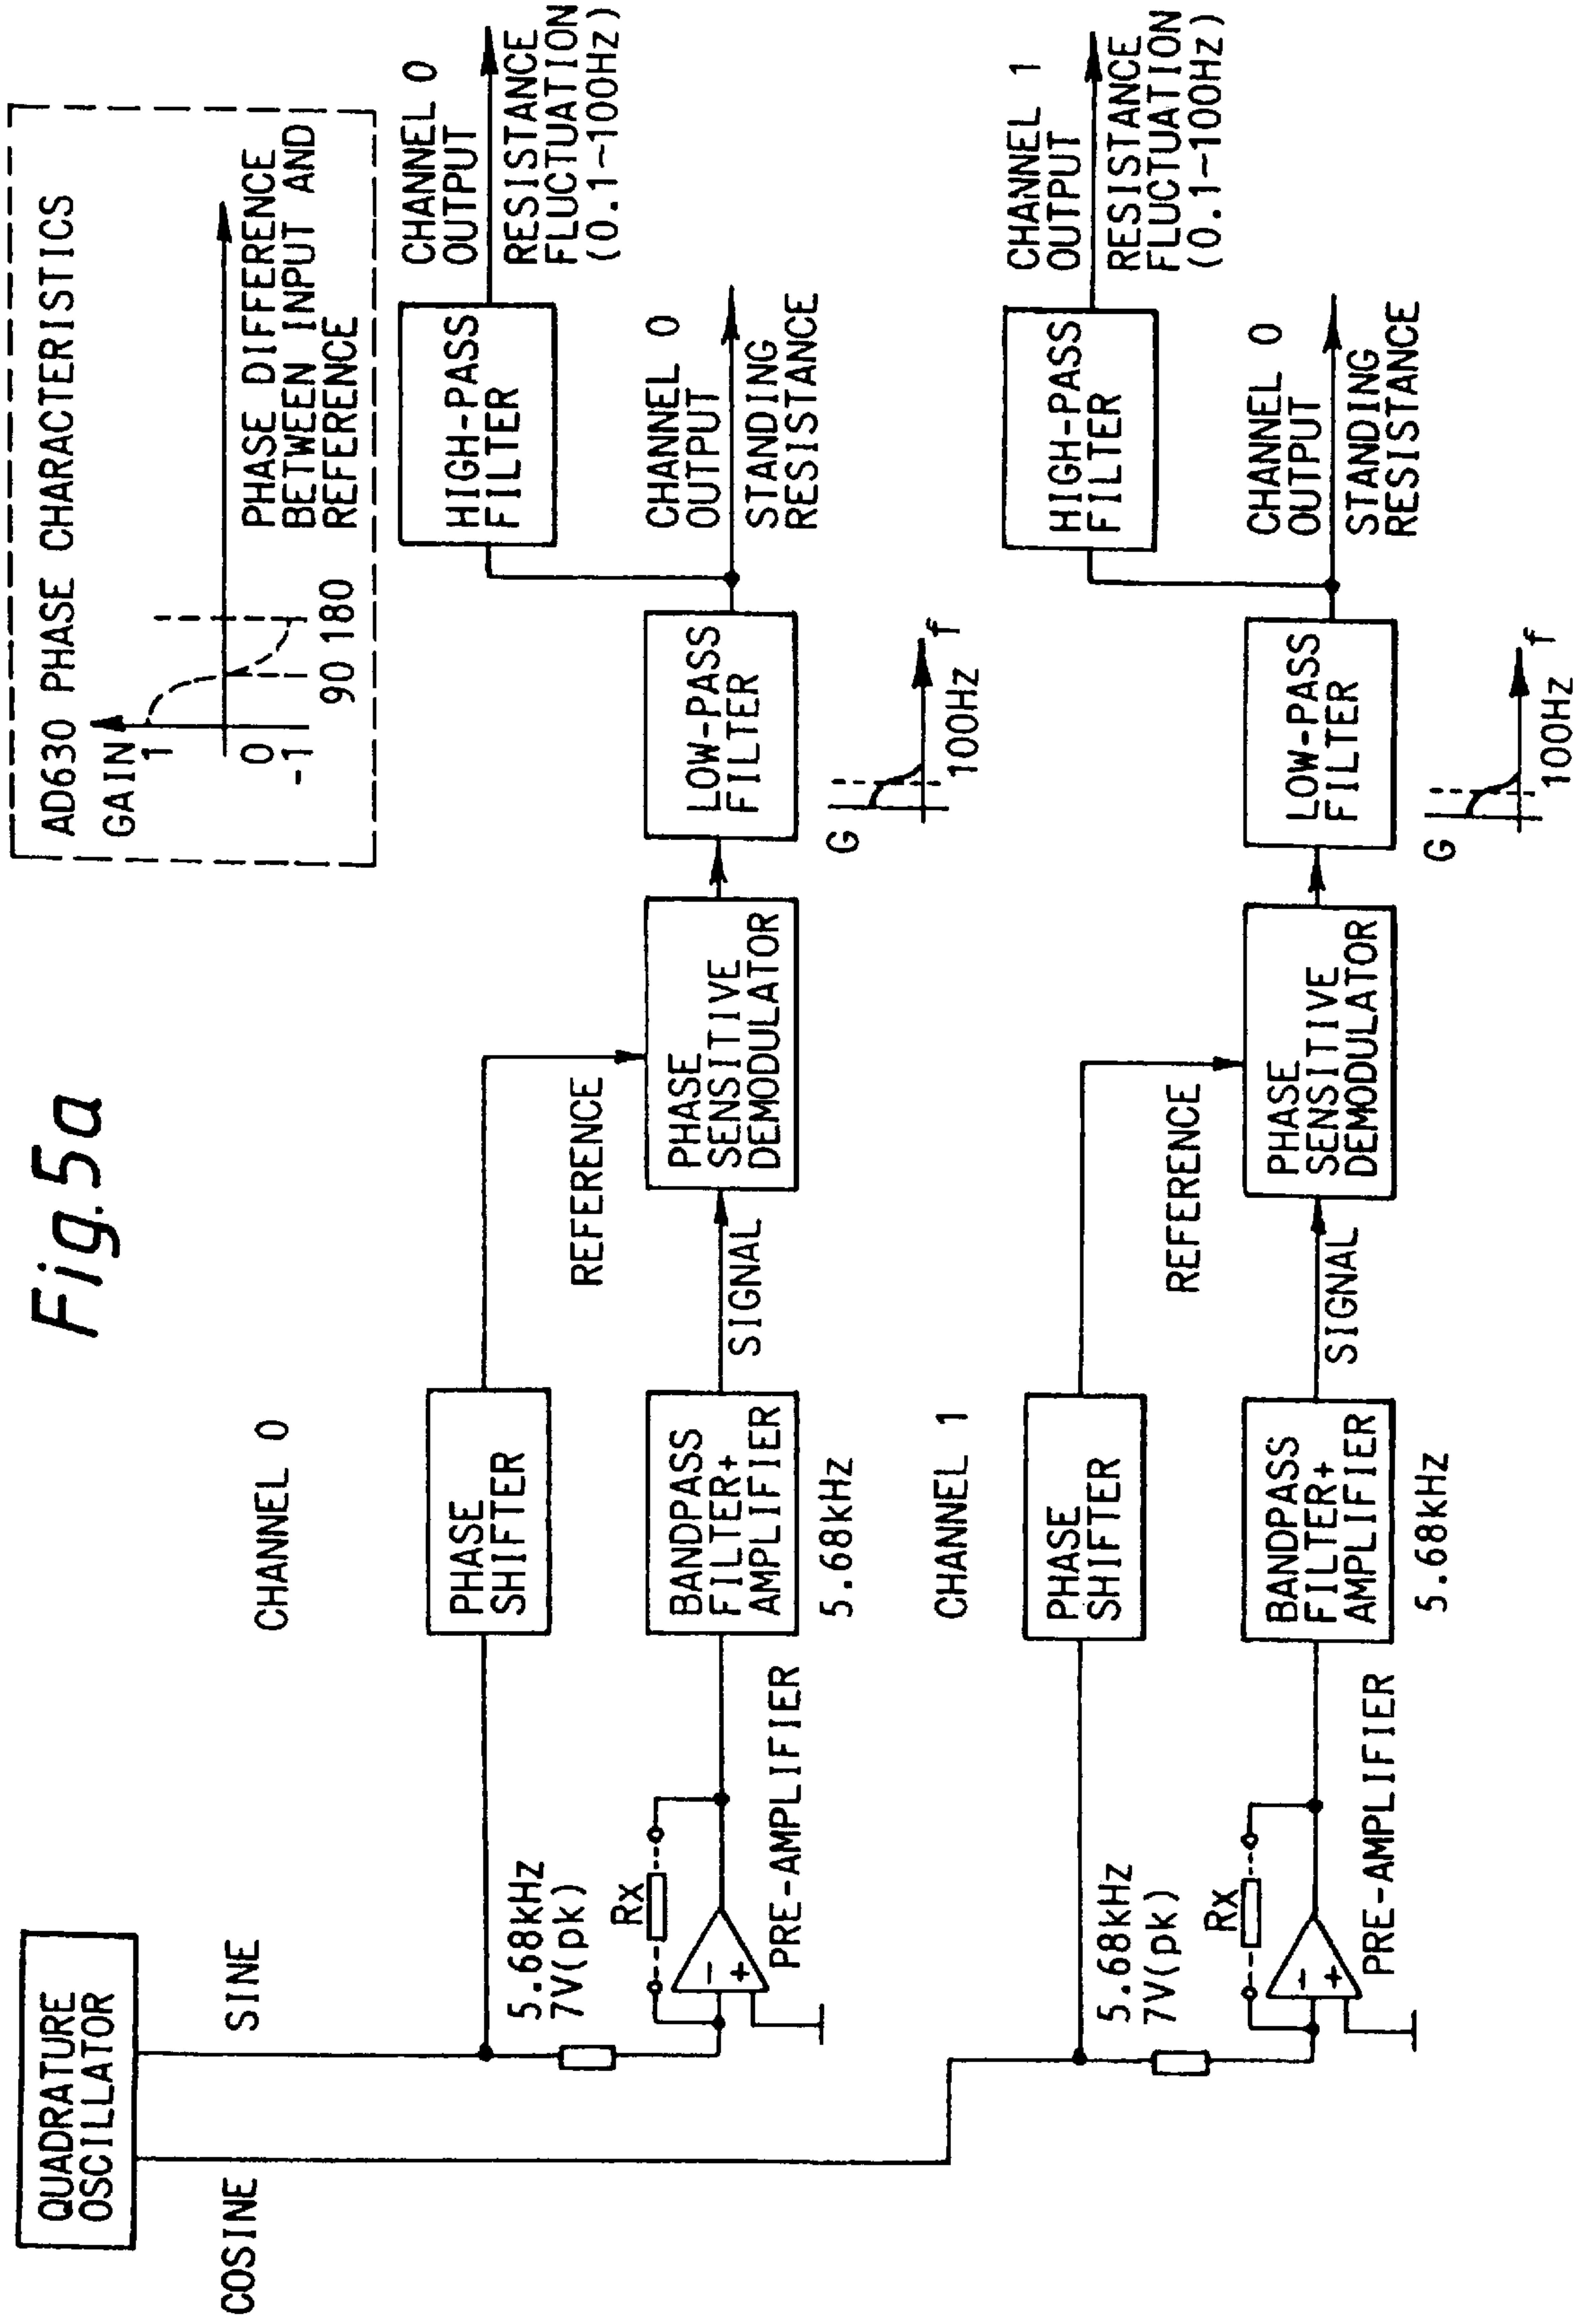 Fig.5a
QUADRATURE
OSCILLATOR
SINE
COSINE
AD630 PHASE CHARACTERISTICS
GAIN
1
0
-1
90 180
PHASE DIFFERENCE
BETWEEN INPUT AND
REFERENCE
CHANNEL 0
5.68kHz
7V(pk)
Rx
-
+
PRE-AMPLIFIER
PHASE
SHIFTER
BANDPASS
FILTER+
AMPLIFIER
5.68kHz
REFERENCE
SIGNAL
PHASE
SENSITIVE
DEMODULATOR
LOW-PASS
FILTER
G
f
100Hz
HIGH-PASS
FILTER
CHANNEL 0
OUTPUT
RESISTANCE
FLUCTUATION
(0.1~100Hz)
CHANNEL 0
OUTPUT
STANDING
RESISTANCE
CHANNEL 1
5.68kHz
7V(pk)
Rx
-
+
PRE-AMPLIFIER
PHASE
SHIFTER
BANDPASS
FILTER+
AMPLIFIER
5.68kHz
REFERENCE
SIGNAL
PHASE
SENSITIVE
DEMODULATOR
LOW-PASS
FILTER
G
f
100Hz
HIGH-PASS
FILTER
CHANNEL 1
OUTPUT
RESISTANCE
FLUCTUATION
(0.1~100Hz)
CHANNEL 0
OUTPUT
STANDING
RESISTANCE